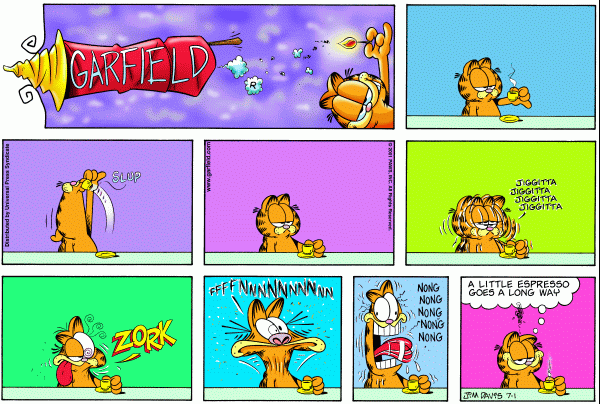 GARFIELD
R
Distributed by Universal Press Syndicate
SLUP
www.garfield.com
© 2001 PAWS, INC. All Rights Reserved.
JIGGITTA
JIGGITTA
JIGGITTA
JIGGITTA
ZORK
FFFFNNNNNNNNNN
NONG
NONG
NONG
NONG
NONG
A LITTLE ESPRESSO
GOES A LONG WAY
JIM DAVIS 7-1